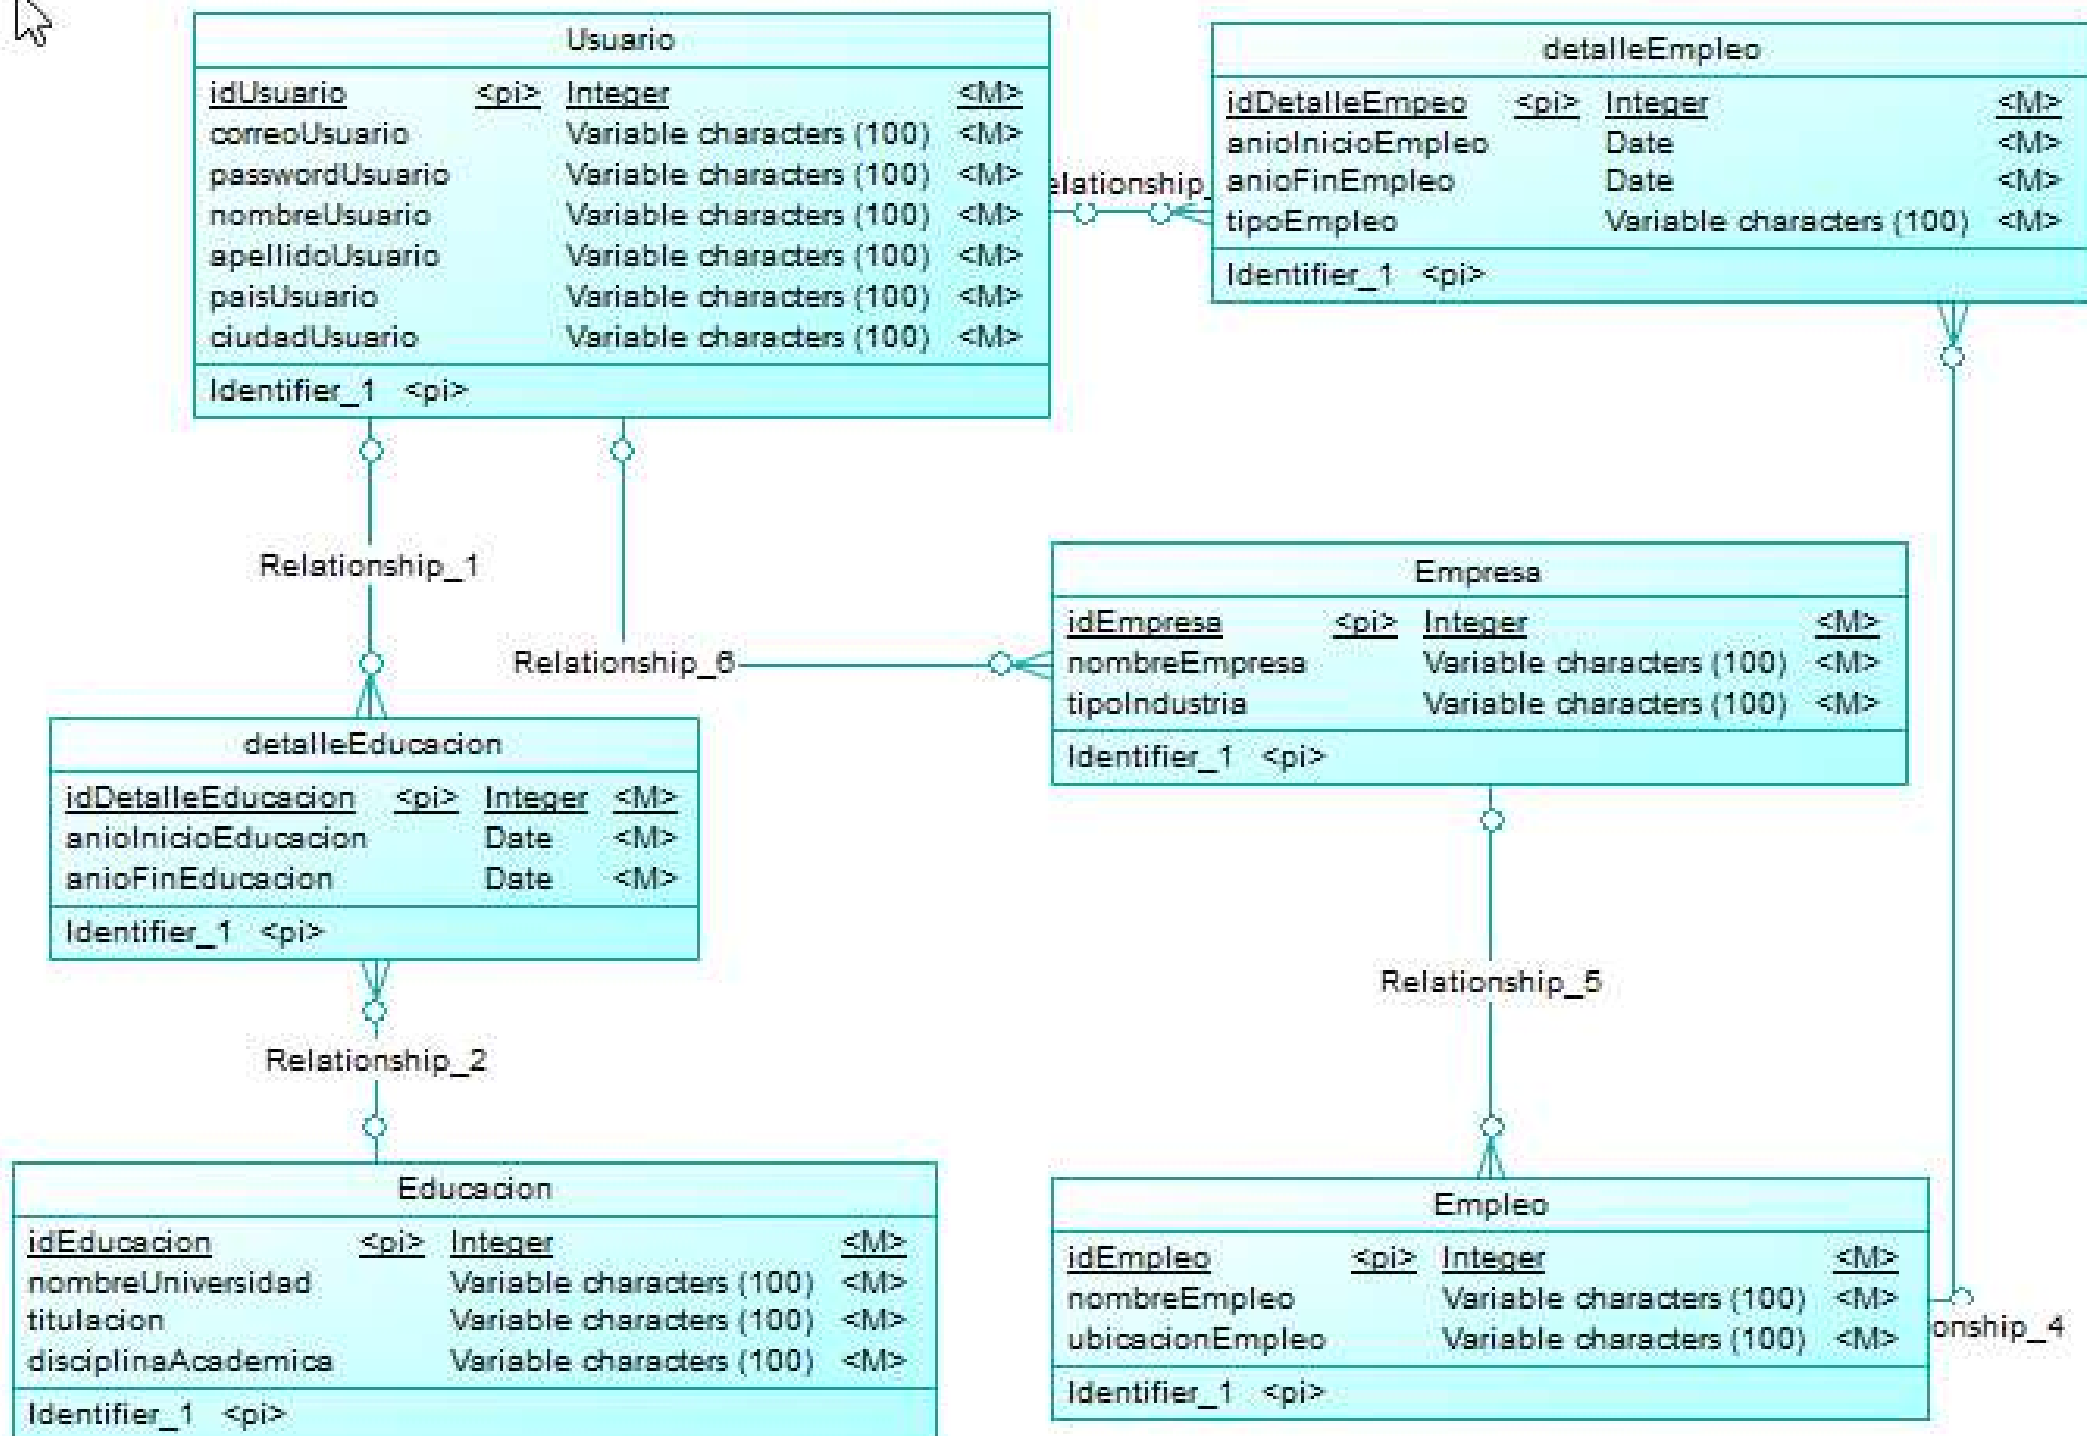 Usuario
idUsuario <pi> Integer <M>
correoUsuario Variable characters (100) <M>
passwordUsuario Variable characters (100) <M>
nombreUsuario Variable characters (100) <M>
apellidoUsuario Variable characters (100) <M>
paisUsuario Variable characters (100) <M>
ciudadUsuario Variable characters (100) <M>
Identifier_1 <pi>
elationship_
detalleEmpleo
idDetalleEmpeo <pi> Integer <M>
anioInicioEmpleo Date <M>
anioFinEmpleo Date <M>
tipoEmpleo Variable characters (100) <M>
Identifier_1 <pi>
Relationship_1
Relationship_6
Empresa
idEmpresa <pi> Integer <M>
nombreEmpresa Variable characters (100) <M>
tipoIndustria Variable characters (100) <M>
Identifier_1 <pi>
detalleEducacion
idDetalleEducacion <pi> Integer <M>
anioInicioEducacion Date <M>
anioFinEducacion Date <M>
Identifier_1 <pi>
Relationship_5
Relationship_2
Educacion
idEducacion <pi> Integer <M>
nombreUniversidad Variable characters (100) <M>
titulacion Variable characters (100) <M>
disciplinaAcademica Variable characters (100) <M>
Identifier_1 <pi>
Empleo
idEmpleo <pi> Integer <M>
nombreEmpleo Variable characters (100) <M>
ubicacionEmpleo Variable characters (100) <M>
Identifier_1 <pi>
onship_4